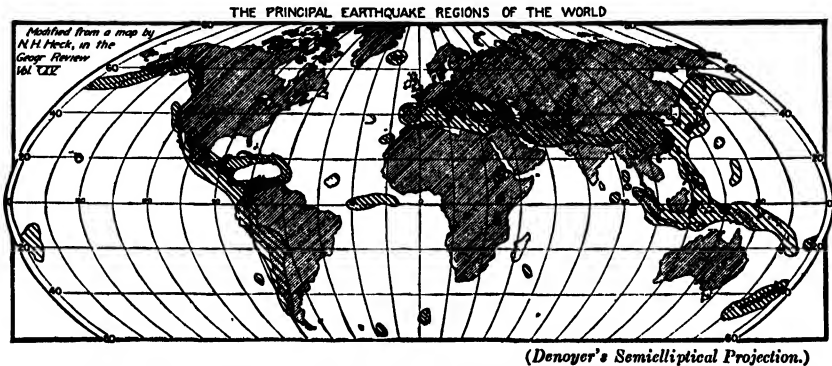 THE PRINCIPAL EARTHQUAKE REGIONS OF THE WORLD
Modified from a map by
N. H. Heck, in the
Geogr Review
Vol.
(Denoyer's Semielliptical Projection.)